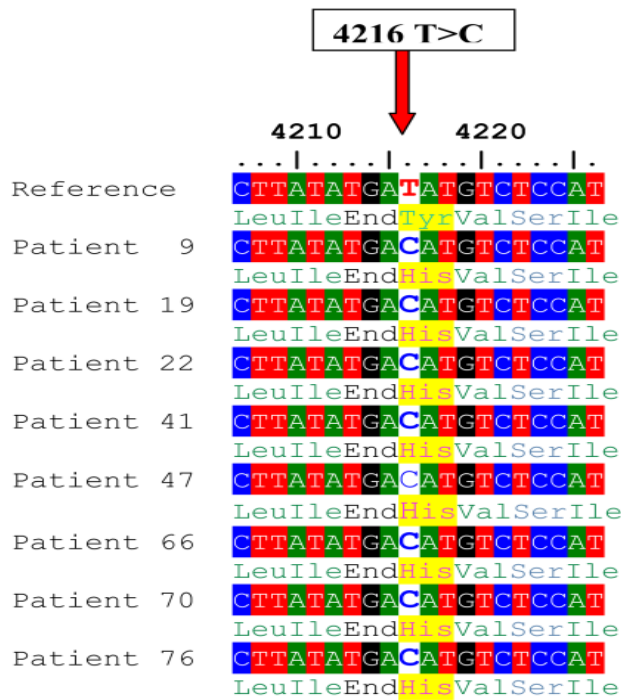 4216 T>C
4210 4220
...|....|....|....|.
Reference CTTATATGATATGTCTCCAT
LeuIleEndTyrValSerIle
Patient 9 CTTATATGACATGTCTCCAT
LeuIleEndHisValSerIle
Patient 19 CTTATATGACATGTCTCCAT
LeuIleEndHisValSerIle
Patient 22 CTTATATGACATGTCTCCAT
LeuIleEndHisValSerIle
Patient 41 CTTATATGACATGTCTCCAT
LeuIleEndHisValSerIle
Patient 47 CTTATATGACATGTCTCCAT
LeuIleEndHisValSerIle
Patient 66 CTTATATGACATGTCTCCAT
LeuIleEndHisValSerIle
Patient 70 CTTATATGACATGTCTCCAT
LeuIleEndHisValSerIle
Patient 76 CTTATATGACATGTCTCCAT
LeuIleEndHisValSerIle